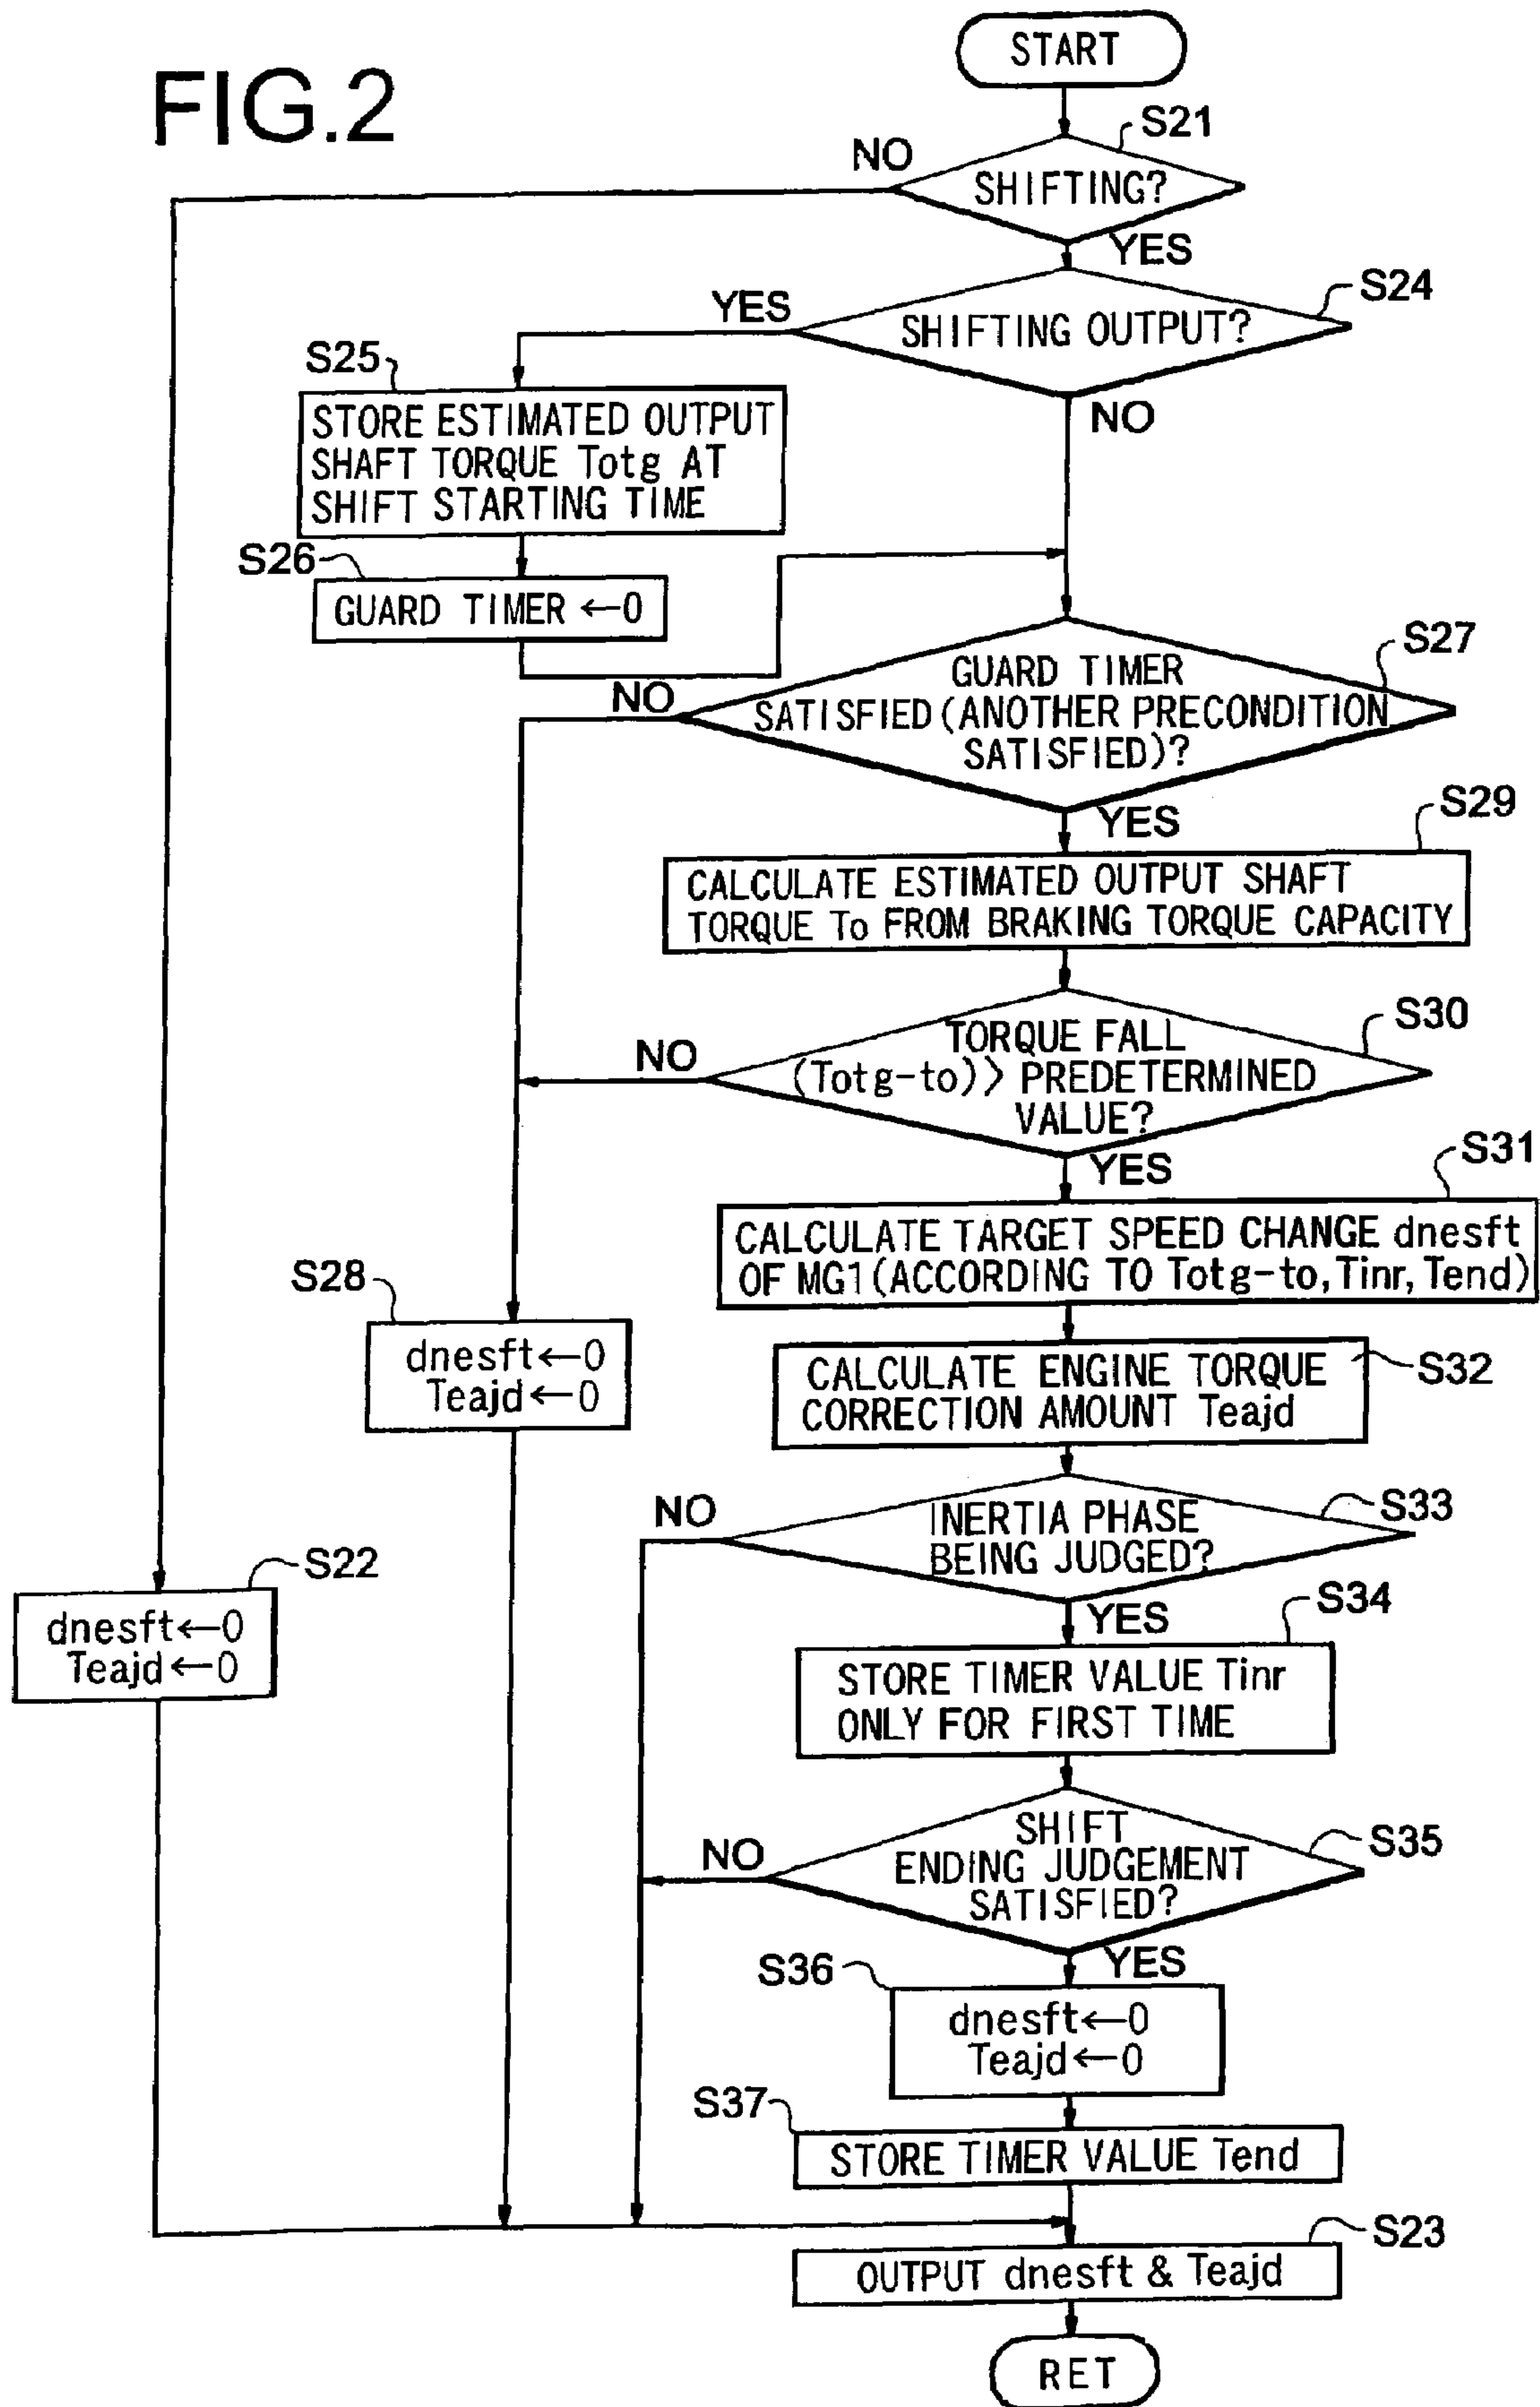 FIG.2
START
S21
NO
SHIFTING?
YES
S24
YES
SHIFTING OUTPUT?
S25
NO
STORE ESTIMATED OUTPUT
SHAFT TORQUE Totg AT
SHIFT STARTING TIME
S26
GUARD TIMER ←0
S27
NO
GUARD TIMER
SATISFIED(ANOTHER PRECONDITION
SATISFIED)?
YES
S29
CALCULATE ESTIMATED OUTPUT SHAFT
TORQUE To FROM BRAKING TORQUE CAPACITY
S30
NO
TORQUE FALL
(Totg-to)> PREDETERMINED
VALUE?
YES
S31
CALCULATE TARGET SPEED CHANGE dnesft
OF MG1(ACCORDING TO Totg-to,Tinr,Tend)
S28
dnesft←0
Teajd←0
S32
CALCULATE ENGINE TORQUE
CORRECTION AMOUNT Teajd
S33
NO
INERTIA PHASE
BEING JUDGED?
YES
S22
dnesft←0
Teajd←0
S34
STORE TIMER VALUE Tinr
ONLY FOR FIRST TIME
S35
NO
SHIFT
ENDING JUDGEMENT
SATISFIED?
YES
S36
dnesft←0
Teajd←0
S37
STORE TIMER VALUE Tend
S23
OUTPUT dnesft & Teajd
RET